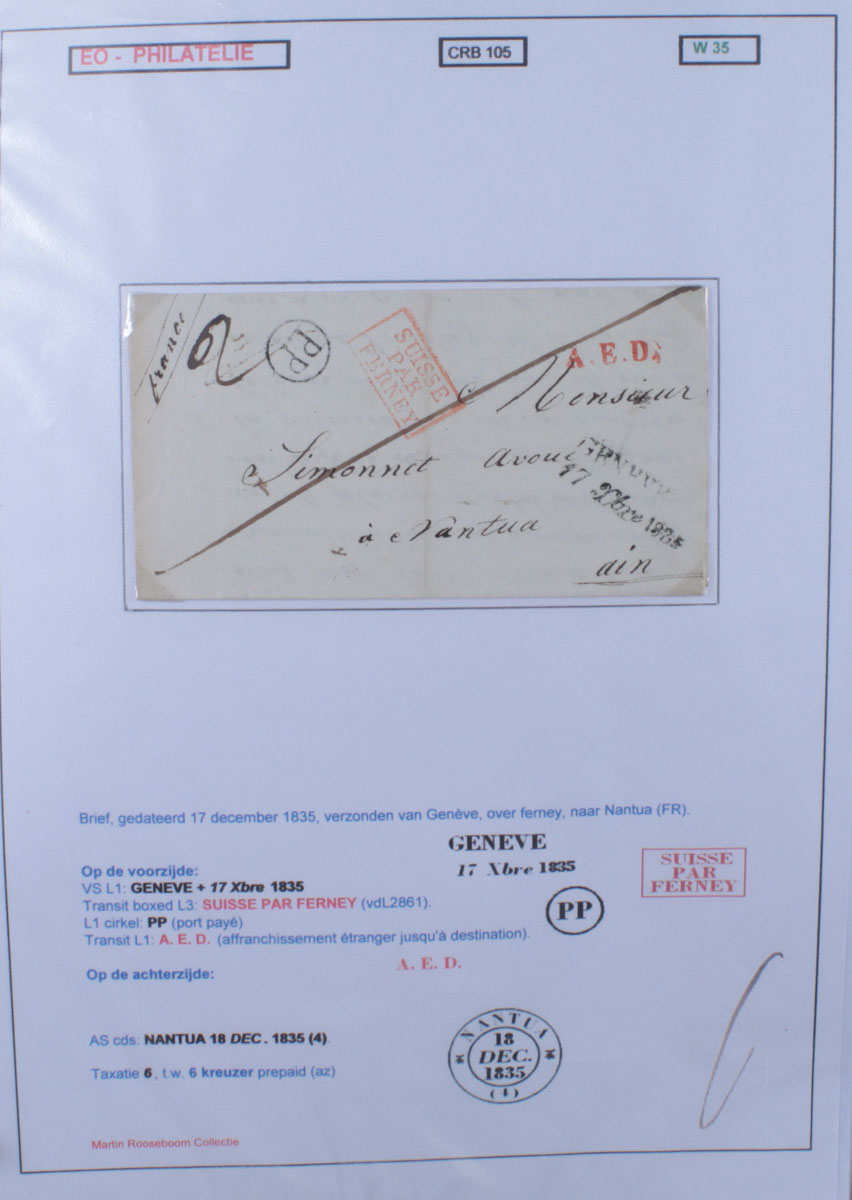 EO - PHILATELIE
CRB 105
W 35
franco
PP
SUISSE
PAR
FERNEY
A. E. D.
Monsieur
Simonnet avoué
GENEVE
17 Xbre 1835
à Nantua
ain
Brief, gedateerd 17 december 1835, verzonden van Genève, over ferney, naar Nantua (FR).
GENEVE
17 Xbre 1835
SUISSE
PAR
FERNEY
Op de voorzijde:
VS L1: GENEVE + 17 Xbre 1835
Transit boxed L3: SUISSE PAR FERNEY (vdL2861).
L1 cirkel: PP (port payé)
PP
Transit L1: A. E. D. (affranchissement étranger jusqu'à destination).
A. E. D.
Op de achterzijde:
AS cds: NANTUA 18 DEC. 1835 (4).
NANTUA
18
DEC.
1835
(4)
Taxatie 6, t.w. 6 kreuzer prepaid (az)
Martin Rooseboom Collectie